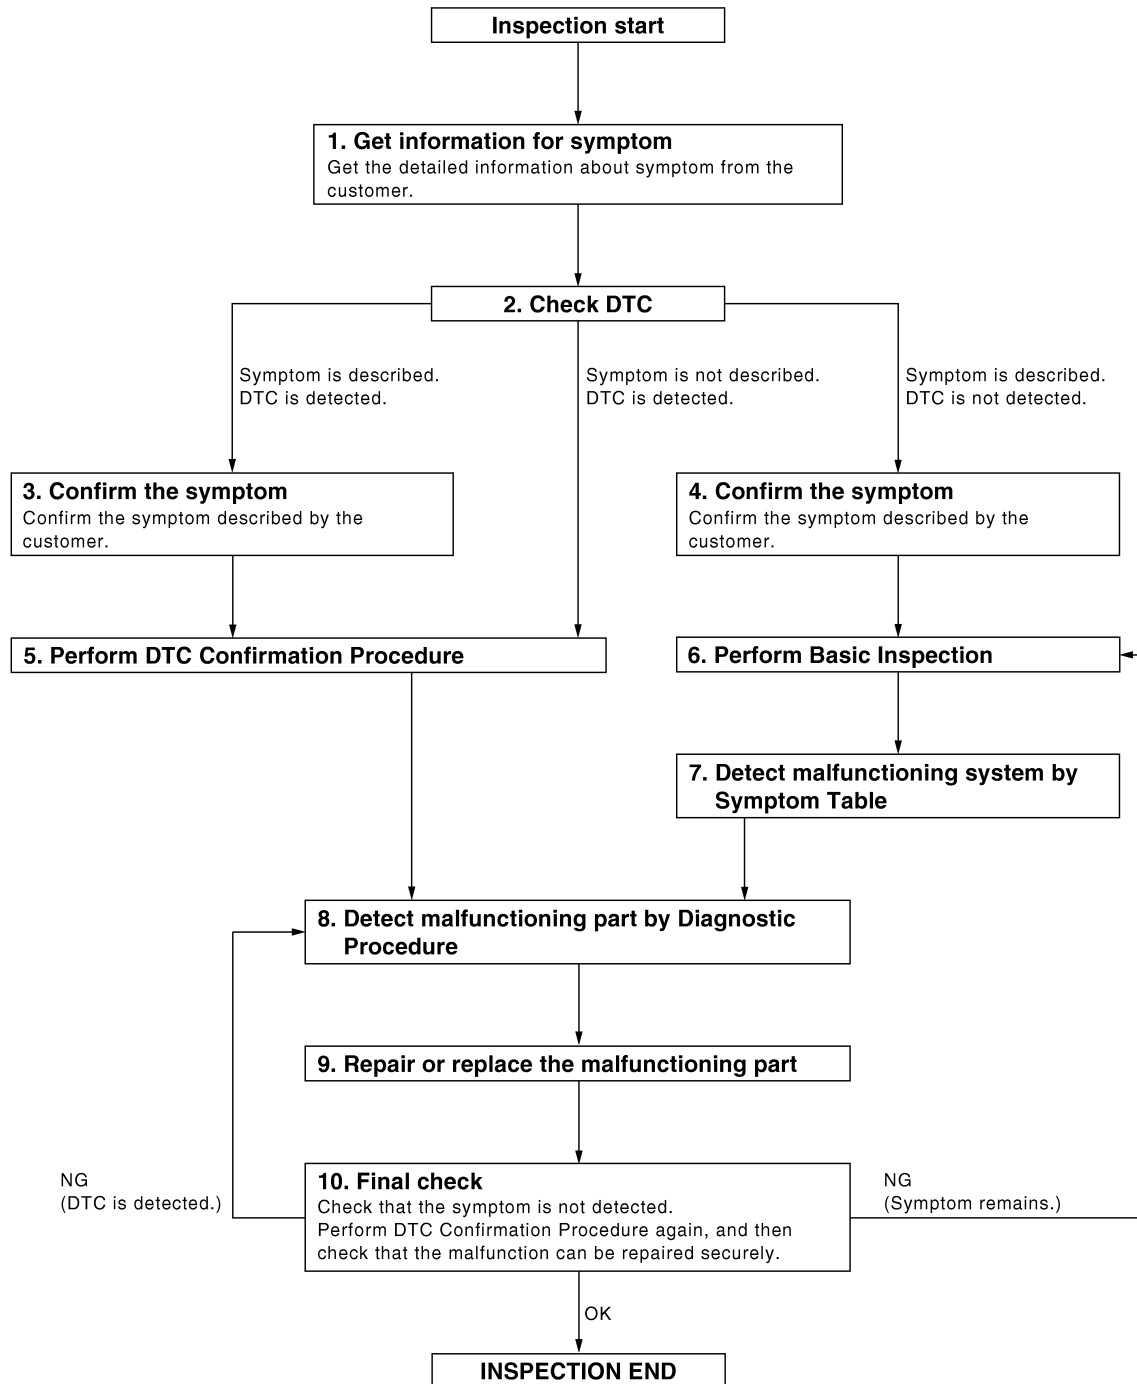 Inspection start
1. Get information for symptom
Get the detailed information about symptom from the
customer.
2. Check DTC
Symptom is described.
DTC is detected.
Symptom is not described.
DTC is detected.
Symptom is described.
DTC is not detected.
3. Confirm the symptom
Confirm the symptom described by the
customer.
4. Confirm the symptom
Confirm the symptom described by the
customer.
5. Perform DTC Confirmation Procedure
6. Perform Basic Inspection
7. Detect malfunctioning system by
Symptom Table
8. Detect malfunctioning part by Diagnostic
Procedure
9. Repair or replace the malfunctioning part
NG
(DTC is detected.)
10. Final check
Check that the symptom is not detected.
Perform DTC Confirmation Procedure again, and then
check that the malfunction can be repaired securely.
NG
(Symptom remains.)
OK
INSPECTION END